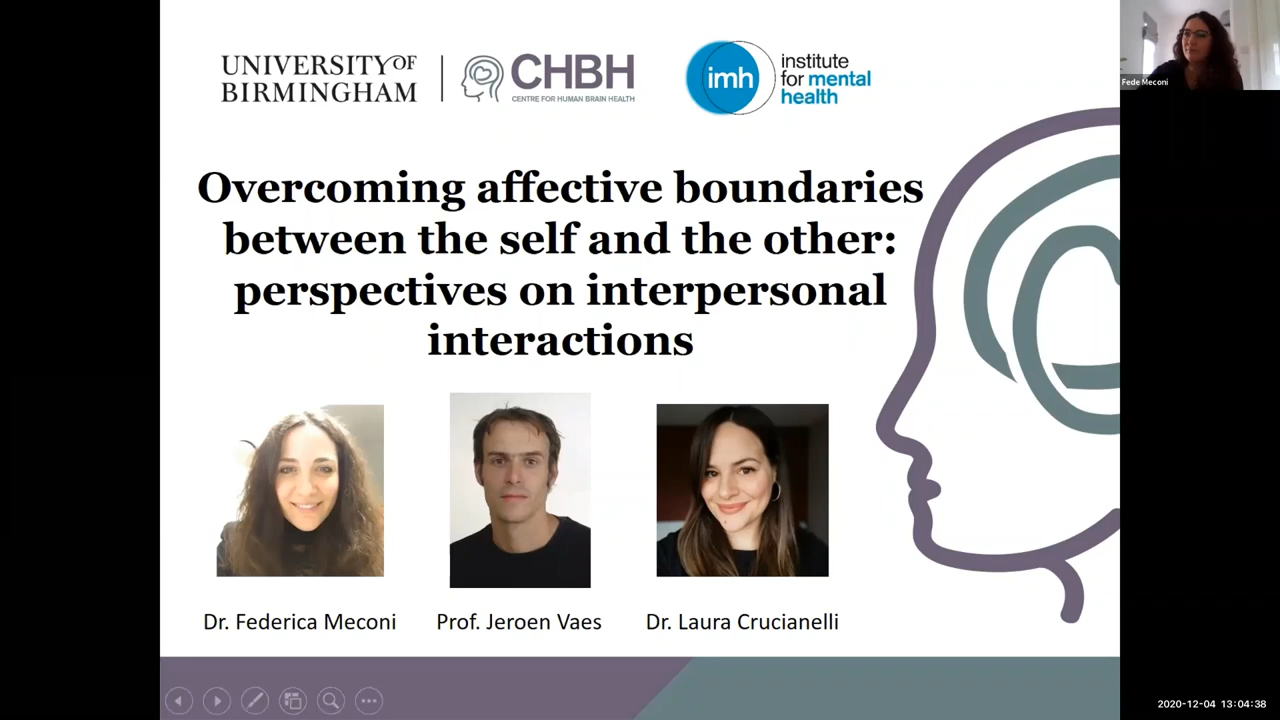 UNIVERSITY OF
BIRMINGHAM
CHBH
CENTRE FOR HUMAN BRAIN HEALTH
imh
institute
for mental
health
Fede Meconi
Overcoming affective boundaries
between the self and the other:
perspectives on interpersonal
interactions
Dr. Federica Meconi
Prof. Jeroen Vaes
Dr. Laura Crucianelli
2020-12-04 13:04:38